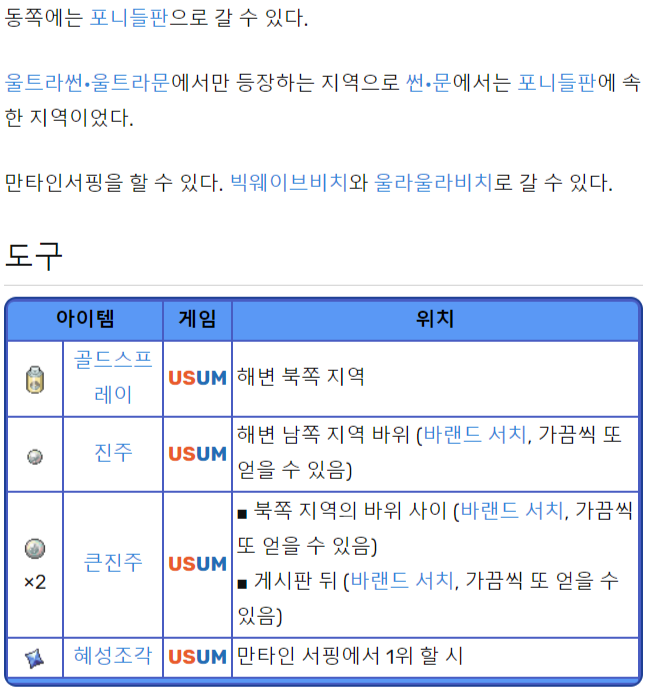 동쪽에는 포니들판으로 갈 수 있다.
울트라썬•울트라문에서만 등장하는 지역으로 썬•문에서는 포니들판에 속
한 지역이었다.
만타인서핑을 할 수 있다. 빅웨이브비치와 울라울라비치로 갈 수 있다.
도구
아이템 게임 위치
골드스프
레이
USUM
해변 북쪽 지역
진주
USUM
해변 남쪽 지역 바위 (바랜드 서치, 가끔씩 또
얻을 수 있음)
×2
큰진주
USUM
■ 북쪽 지역의 바위 사이 (바랜드 서치, 가끔씩
또 얻을 수 있음)
■ 게시판 뒤 (바랜드 서치, 가끔씩 또 얻을 수
있음)
혜성조각
USUM
만타인 서핑에서 1위 할 시